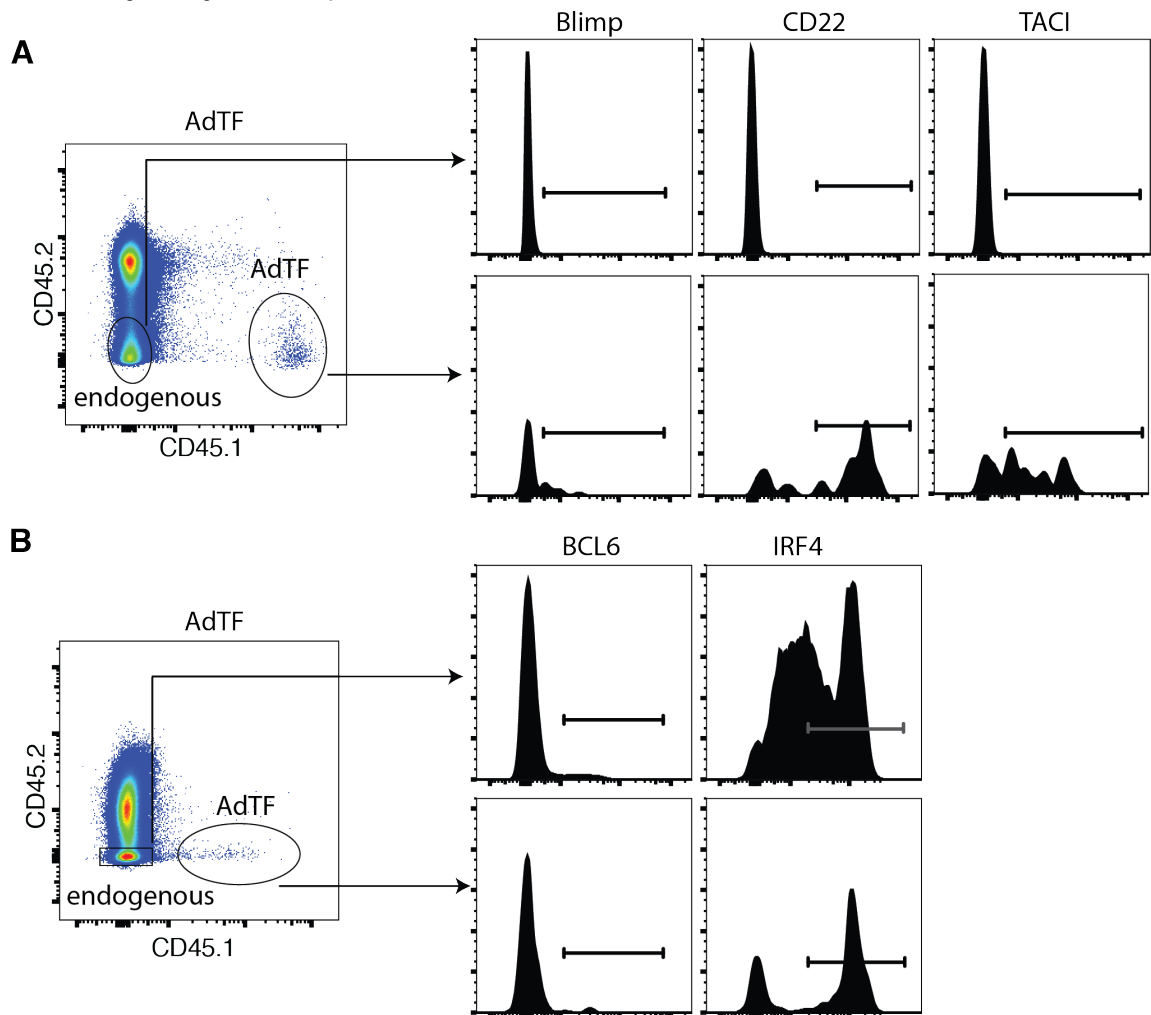 A
Blimp
CD22
TACI
AdTF
CD45.2
AdTF
endogenous
CD45.1
B
BCL6
IRF4
AdTF
CD45.2
AdTF
endogenous
CD45.1